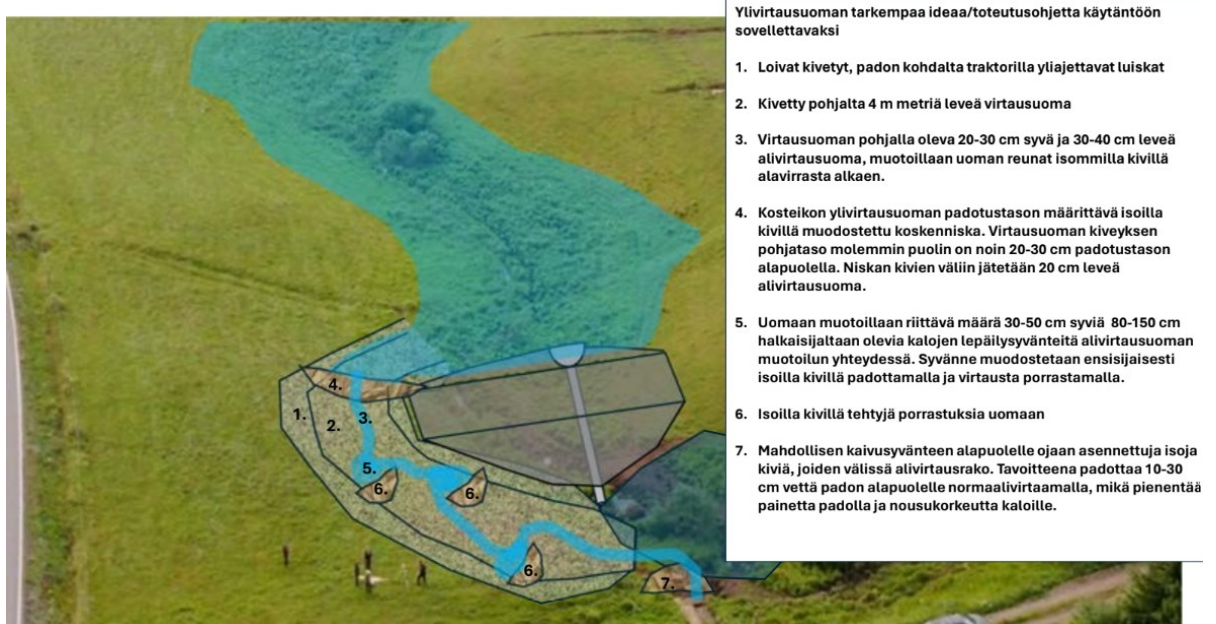 Ylivirtausuoman tarkempaa ideaa/toteutusohjetta käytäntöön
sovellettavaksi
1. Loivat kivetyt, padon kohdalta traktorilla yliajettavat luiskat
2. Kivetty pohjalta 4 m metriä leveä virtausuoma
3. Virtausuoman pohjalla oleva 20-30 cm syvä ja 30-40 cm leveä
alivirtausuoma, muotoillaan uoman reunat isommilla kivillä
alavirrasta alkaen.
4. Kosteikon ylivirtausuoman padotustason määrittävä isoilla
kivillä muodostettu koskenniska. Virtausuoman kiveyksen
pohjataso molemmin puolin on noin 20-30 cm padotustason
alapuolella. Niskan kivien väliin jätetään 20 cm leveä
alivirtausuoma.
5. Uomaan muotoillaan riittävä määrä 30-50 cm syviä 80-150 cm
halkaisijaltaan olevia kalojen lepäilysyvänteitä alivirtausuoman
muotoilun yhteydessä. Syvänne muodostetaan ensisijaisesti
isoilla kivillä padottamalla ja virtausta porrastamalla.
6. Isoilla kivillä tehtyjä porrastuksia uomaan
7. Mahdollisen kaivusyvänteen alapuolelle ojaan asennettuja isoja
kiviä, joiden välissä alivirtausrako. Tavoitteena padottaa 10-30
cm vettä padon alapuolelle normaalivirtaamalla, mikä pienentää
painetta padolla ja nousukorkeutta kaloille.
4.
1.
2.
3.
5.
6.
6.
6.
7.